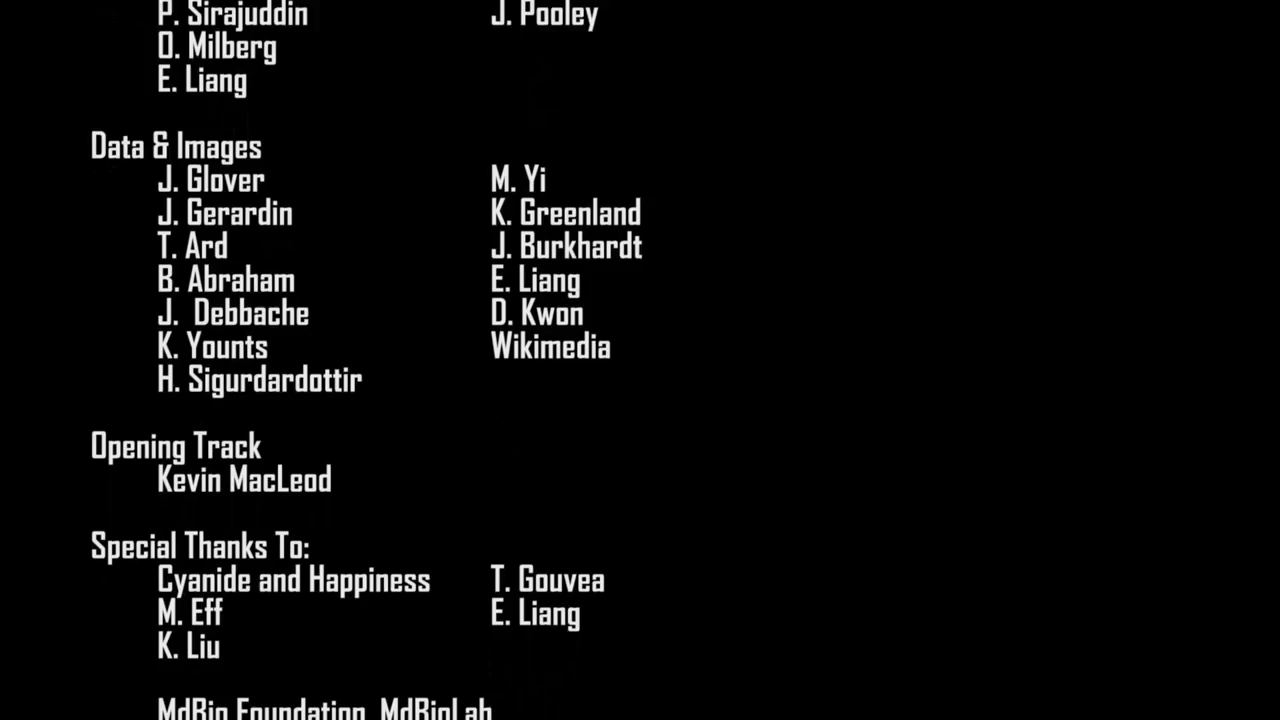 P. Sirajuddin J. Pooley
O. Milberg
E. Liang
Data & Images
J. Glover M. Yi
J. Gerardin K. Greenland
T. Ard J. Burkhardt
B. Abraham E. Liang
J. Debbache D. Kwon
K. Younts Wikimedia
H. Sigurdardottir
Opening Track
Kevin MacLeod
Special Thanks To:
Cyanide and Happiness T. Gouvea
M. Eff E. Liang
K. Liu
MdBio Foundation, MdBioLab